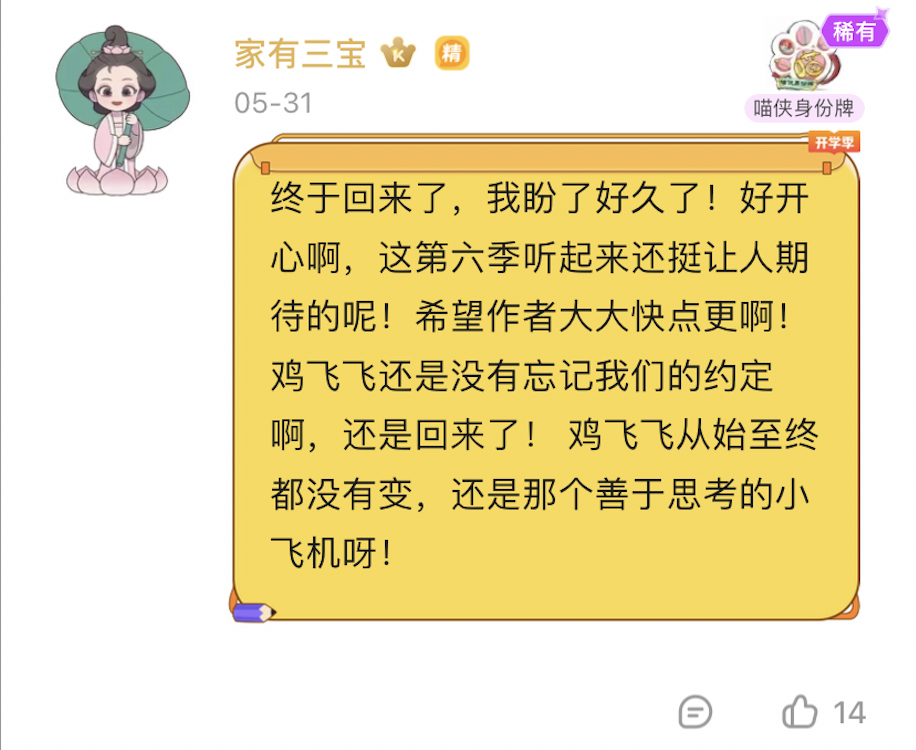 家有三宝 K 精
稀有
05-31
喵侠身份牌
开学季
终于回来了，我盼了好久了！好开
心啊，这第六季听起来还挺让人期
待的呢！希望作者大大快点更啊！
鸡飞飞还是没有忘记我们的约定
啊，还是回来了！ 鸡飞飞从始至终
都没有变，还是那个善于思考的小
飞机呀！
14